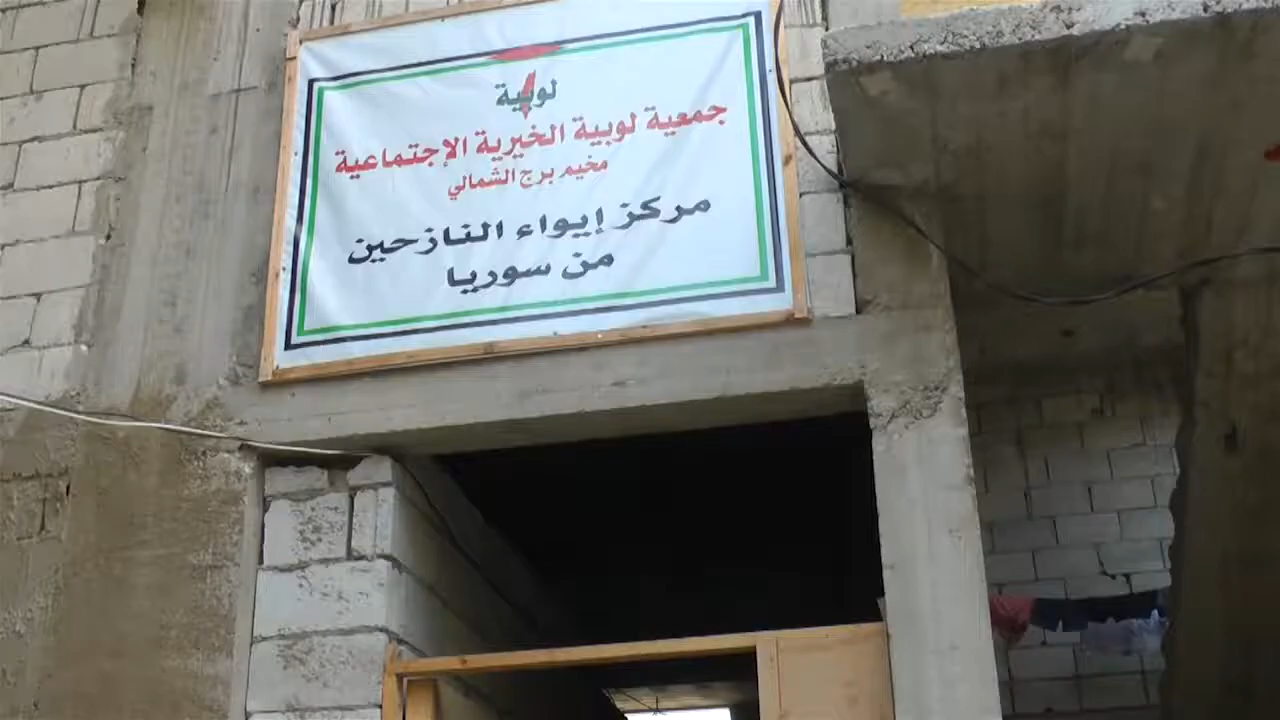 لوبية
جمعية لوبية الخيرية الإجتماعية
مخيم برج الشمالي
مركز إيواء النازحين
من سوريا